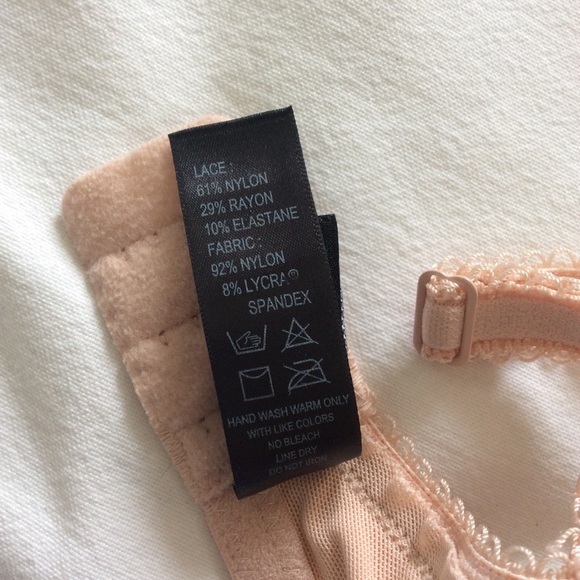 LACE :
61% NYLON
29% RAYON
10% ELASTANE
FABRIC :
92% NYLON
8% LYCRA®
SPANDEX
HAND WASH WARM ONLY
WITH LIKE COLORS
NO BLEACH
LINE DRY
DO NOT IRON